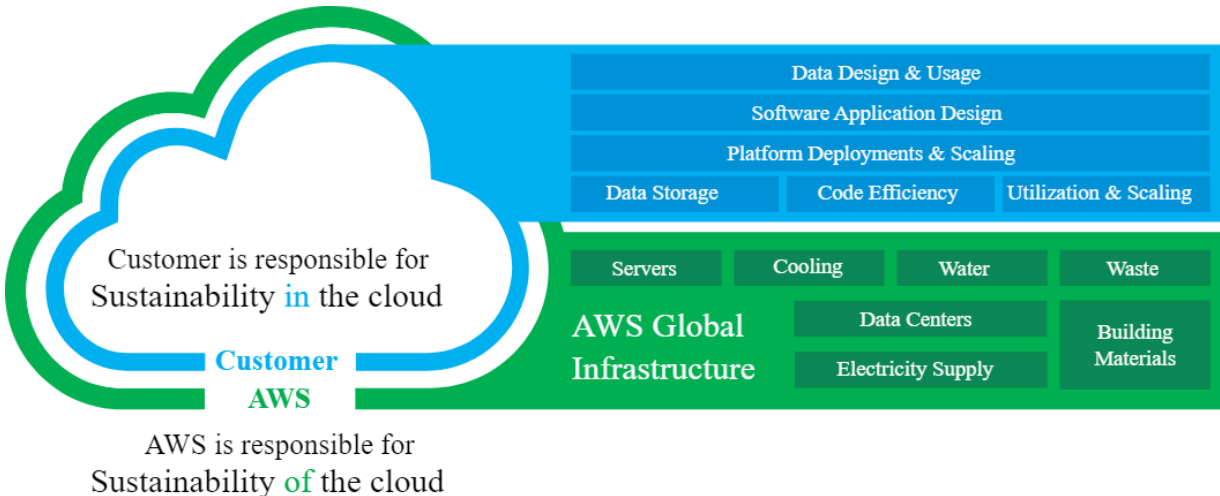 Data Design & Usage
Software Application Design
Platform Deployments & Scaling
Data Storage
Code Efficiency
Utilization & Scaling
Customer is responsible for
Sustainability in the cloud
Customer
AWS
AWS is responsible for
Sustainability of the cloud
Servers
Cooling
Water
Waste
AWS Global
Infrastructure
Data Centers
Electricity Supply
Building
Materials